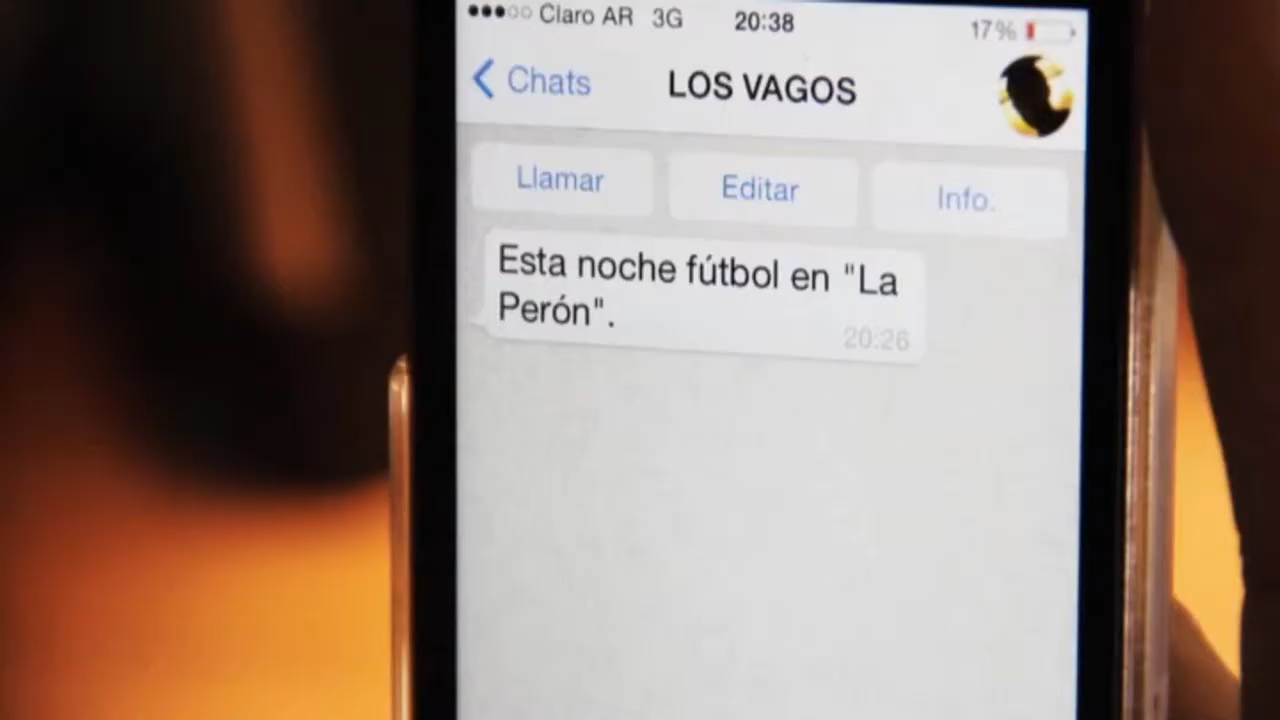 Claro AR 3G 20:38 17%
Chats LOS VAGOS
Llamar Editar Info.
Esta noche fútbol en "La
Perón".
20:26